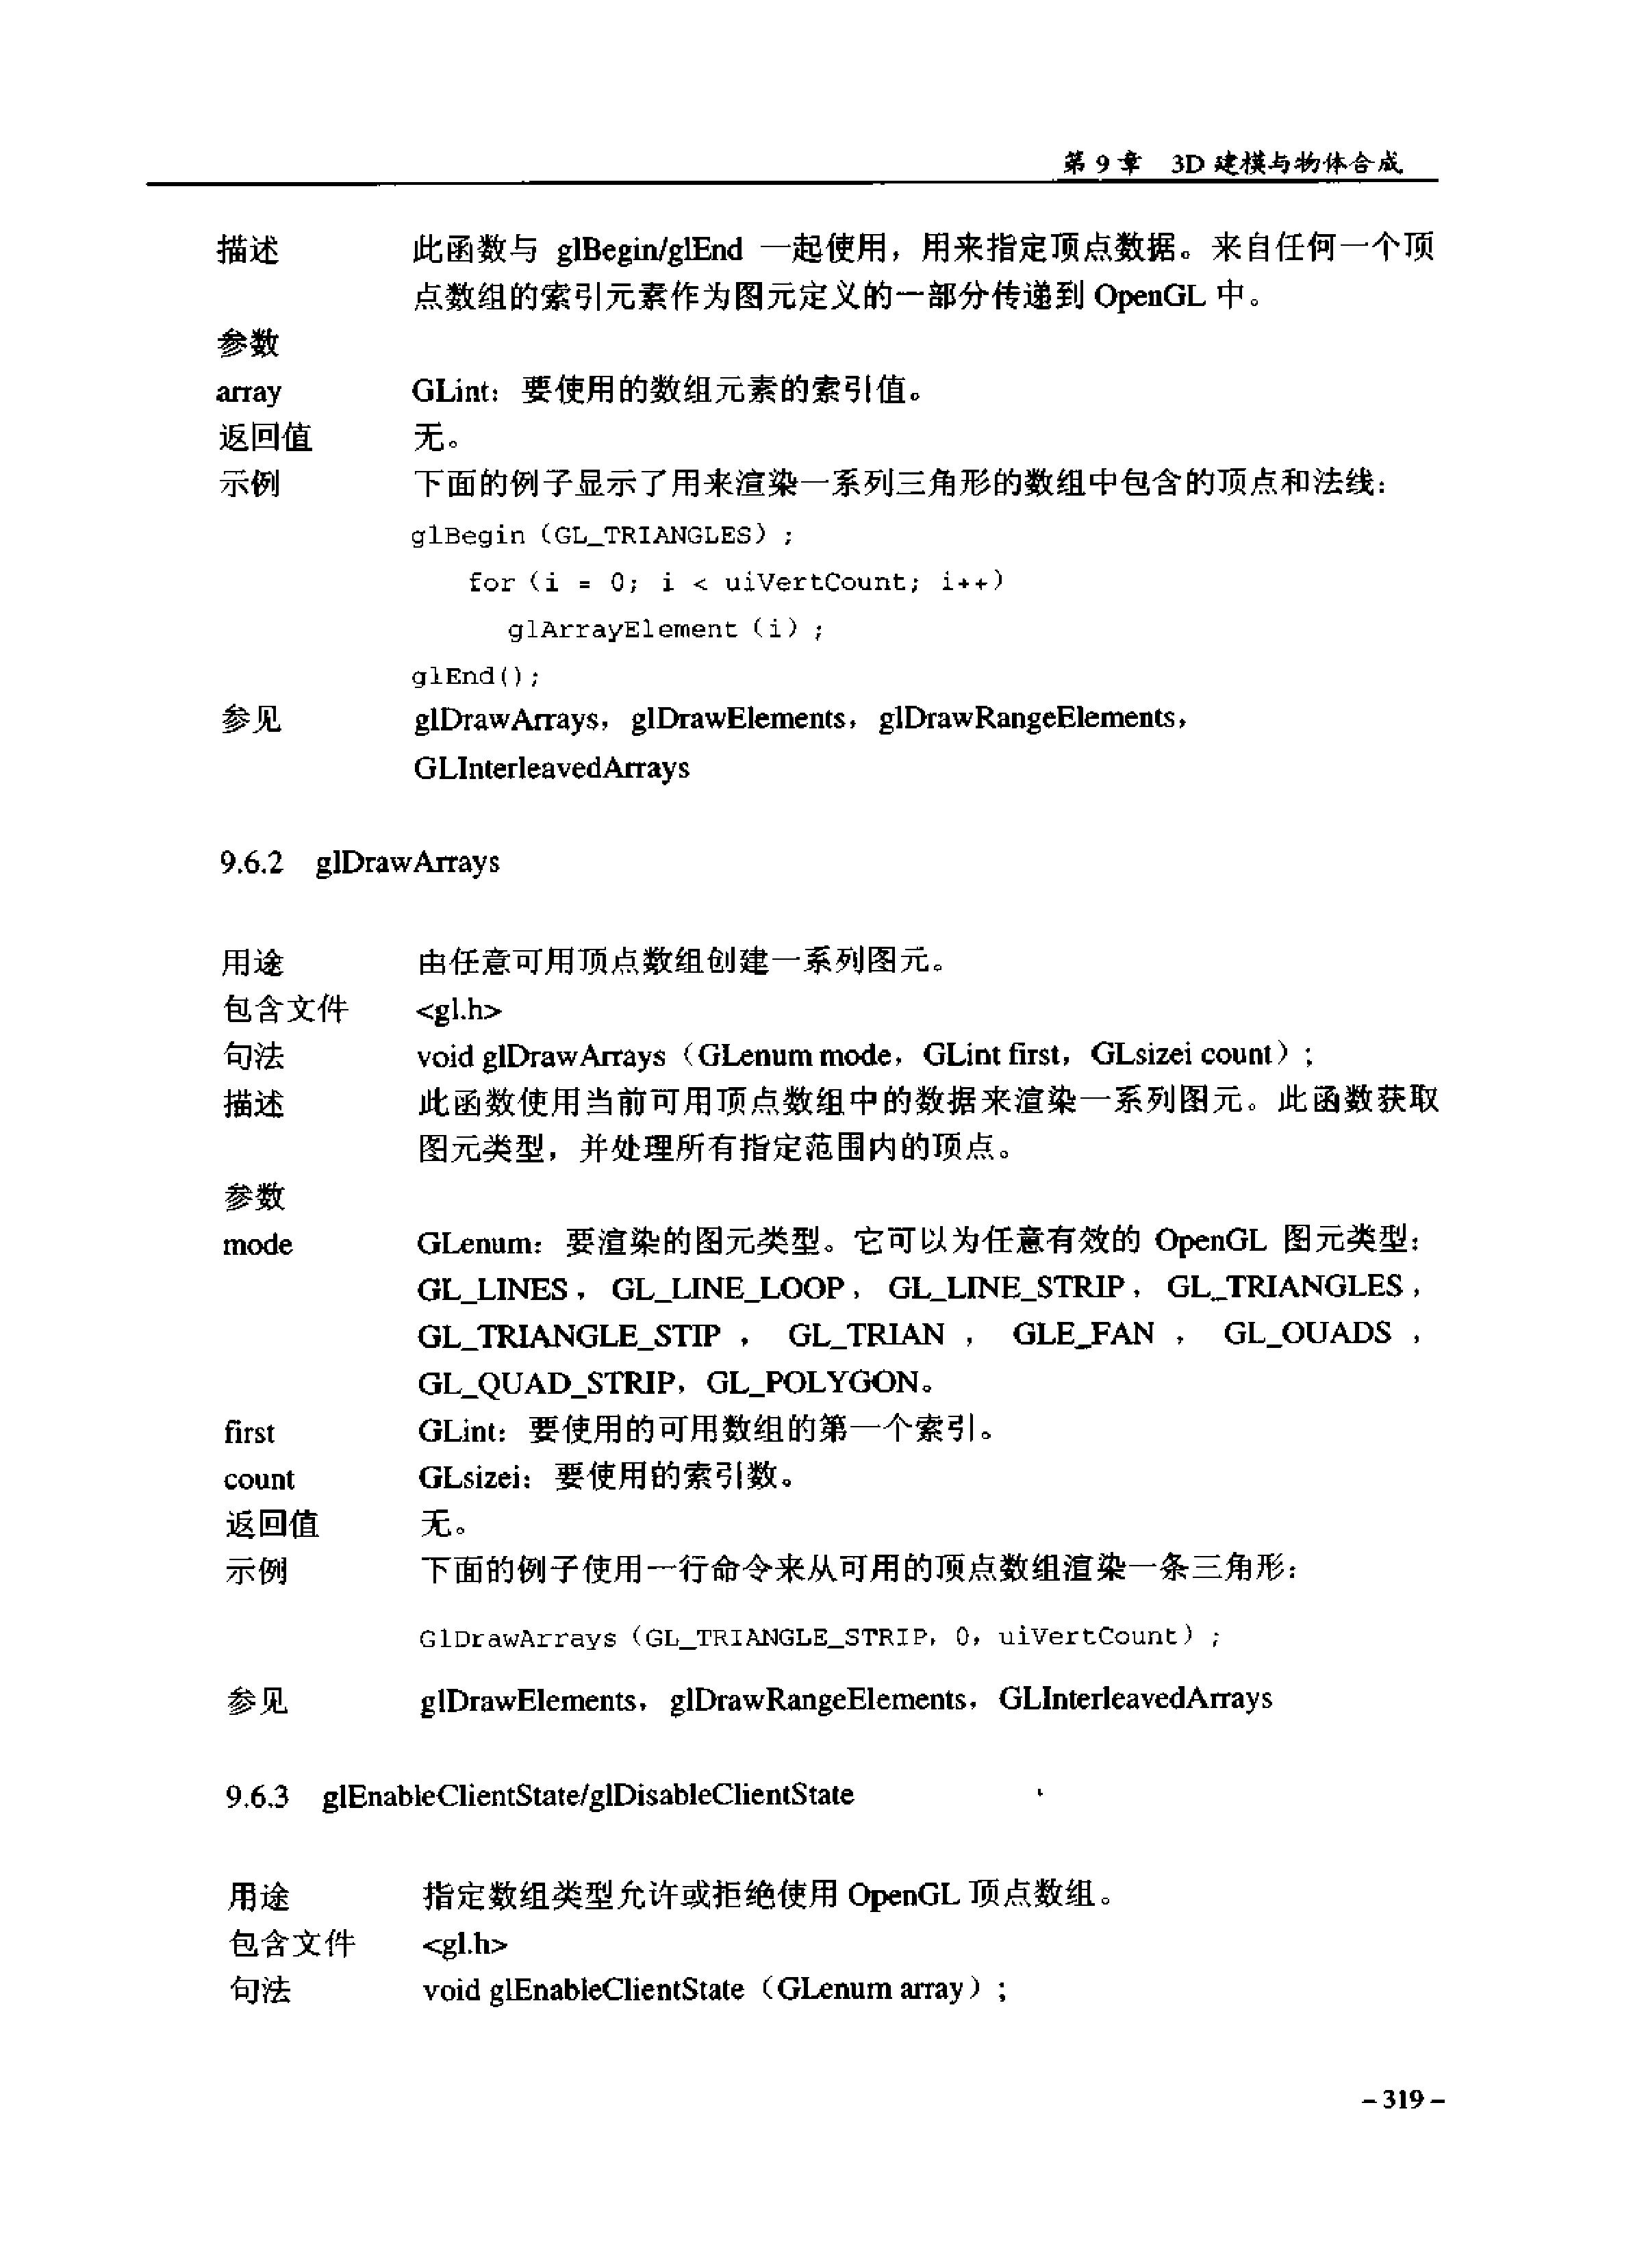 第 9 章 3D 建模与物体合成
描述 此函数与 glBegin/glEnd 一起使用，用来指定顶点数据。来自任何一个顶
点数组的索引元素作为图元定义的一部分传递到 OpenGL 中。
参数
array GLint：要使用的数组元素的索引值。
返回值 无。
示例 下面的例子显示了用来渲染一系列三角形的数组中包含的顶点和法线：
glBegin（GL_TRIANGLES）;
for（i = 0; i < uiVertCount; i++）
glArrayElement（i）;
glEnd();
参见 glDrawArrays，glDrawElements，glDrawRangeElements，
GLInterleavedArrays
9.6.2 glDrawArrays
用途 由任意可用顶点数组创建一系列图元。
包含文件 <gl.h>
句法 void glDrawArrays（GLenum mode，GLint first，GLsizei count）;
描述 此函数使用当前可用顶点数组中的数据来渲染一系列图元。此函数获取
图元类型，并处理所有指定范围内的顶点。
参数
mode GLenum：要渲染的图元类型。它可以为任意有效的 OpenGL 图元类型：
GL_LINES，GL_LINE_LOOP，GL_LINE_STRIP，GL_TRIANGLES，
GL_TRIANGLE_STIP，GL_TRIAN，GLE_FAN，GL_OUADS，
GL_QUAD_STRIP，GL_POLYGON。
first GLint：要使用的可用数组的第一个索引。
count GLsizei：要使用的索引数。
返回值 无。
示例 下面的例子使用一行命令来从可用的顶点数组渲染一条三角形：
GlDrawArrays（GL_TRIANGLE_STRIP，0，uiVertCount）;
参见 glDrawElements，glDrawRangeElements，GLInterleavedArrays
9.6.3 glEnableClientState/glDisableClientState
用途 指定数组类型允许或拒绝使用 OpenGL 顶点数组。
包含文件 <gl.h>
句法 void glEnableClientState（GLenum array）;
－319－